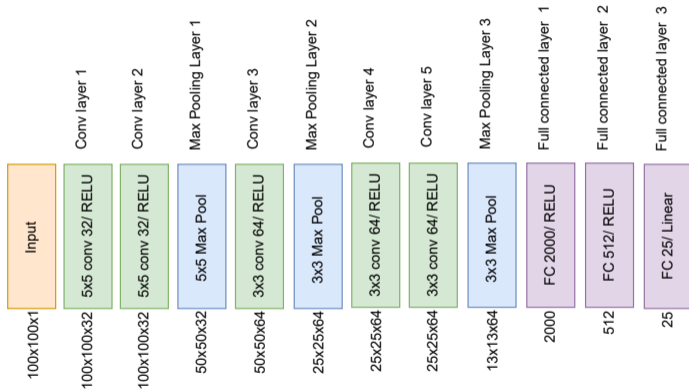 Input
100x100x1
Conv layer 1
5x5 conv 32/ RELU
100x100x32
Conv layer 2
5x5 conv 32/ RELU
100x100x32
Max Pooling Layer 1
5x5 Max Pool
50x50x32
Conv layer 3
3x3 conv 64/ RELU
50x50x64
Max Pooling Layer 2
3x3 Max Pool
25x25x64
Conv layer 4
3x3 conv 64/ RELU
25x25x64
Conv layer 5
3x3 conv 64/ RELU
25x25x64
Max Pooling Layer 3
3x3 Max Pool
13x13x64
Full connected layer 1
FC 2000/ RELU
2000
Full connected layer 2
FC 512/ RELU
512
Full connected layer 3
FC 25/ Linear
25